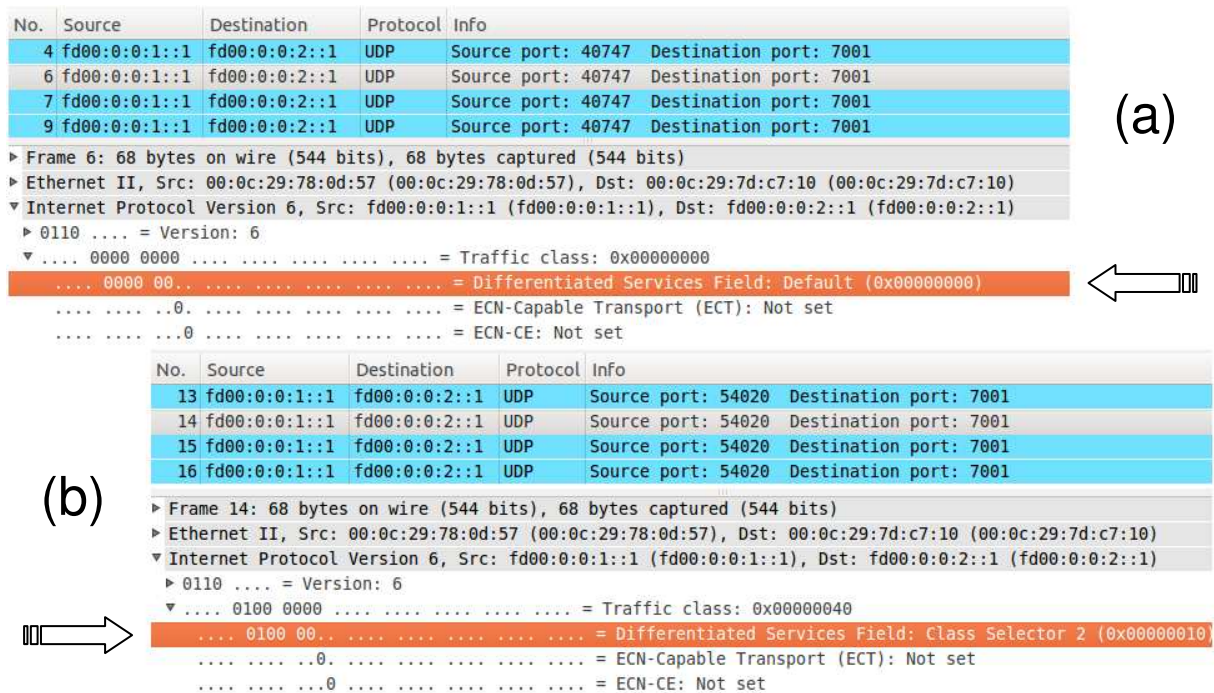 No. Source Destination Protocol Info
4 fd00:0:0:1::1 fd00:0:0:2::1 UDP Source port: 40747 Destination port: 7001
6 fd00:0:0:1::1 fd00:0:0:2::1 UDP Source port: 40747 Destination port: 7001
7 fd00:0:0:1::1 fd00:0:0:2::1 UDP Source port: 40747 Destination port: 7001
9 fd00:0:0:1::1 fd00:0:0:2::1 UDP Source port: 40747 Destination port: 7001
(a)
Frame 6: 68 bytes on wire (544 bits), 68 bytes captured (544 bits)
Ethernet II, Src: 00:0c:29:78:0d:57 (00:0c:29:78:0d:57), Dst: 00:0c:29:7d:c7:10 (00:0c:29:7d:c7:10)
Internet Protocol Version 6, Src: fd00:0:0:1::1 (fd00:0:0:1::1), Dst: fd00:0:0:2::1 (fd00:0:0:2::1)
0110 .... = Version: 6
.... 0000 0000 .... .... .... .... .... = Traffic class: 0x00000000
.... 0000 00.. .... .... .... .... .... = Differentiated Services Field: Default (0x00000000)
.... .... ..0. .... .... .... .... .... = ECN-Capable Transport (ECT): Not set
.... .... ...0 .... .... .... .... .... = ECN-CE: Not set
No. Source Destination Protocol Info
13 fd00:0:0:1::1 fd00:0:0:2::1 UDP Source port: 54020 Destination port: 7001
14 fd00:0:0:1::1 fd00:0:0:2::1 UDP Source port: 54020 Destination port: 7001
15 fd00:0:0:1::1 fd00:0:0:2::1 UDP Source port: 54020 Destination port: 7001
16 fd00:0:0:1::1 fd00:0:0:2::1 UDP Source port: 54020 Destination port: 7001
(b)
Frame 14: 68 bytes on wire (544 bits), 68 bytes captured (544 bits)
Ethernet II, Src: 00:0c:29:78:0d:57 (00:0c:29:78:0d:57), Dst: 00:0c:29:7d:c7:10 (00:0c:29:7d:c7:10)
Internet Protocol Version 6, Src: fd00:0:0:1::1 (fd00:0:0:1::1), Dst: fd00:0:0:2::1 (fd00:0:0:2::1)
0110 .... = Version: 6
.... 0100 0000 .... .... .... .... .... = Traffic class: 0x00000040
.... 0100 00.. .... .... .... .... .... = Differentiated Services Field: Class Selector 2 (0x00000010)
.... .... ..0. .... .... .... .... .... = ECN-Capable Transport (ECT): Not set
.... .... ...0 .... .... .... .... .... = ECN-CE: Not set